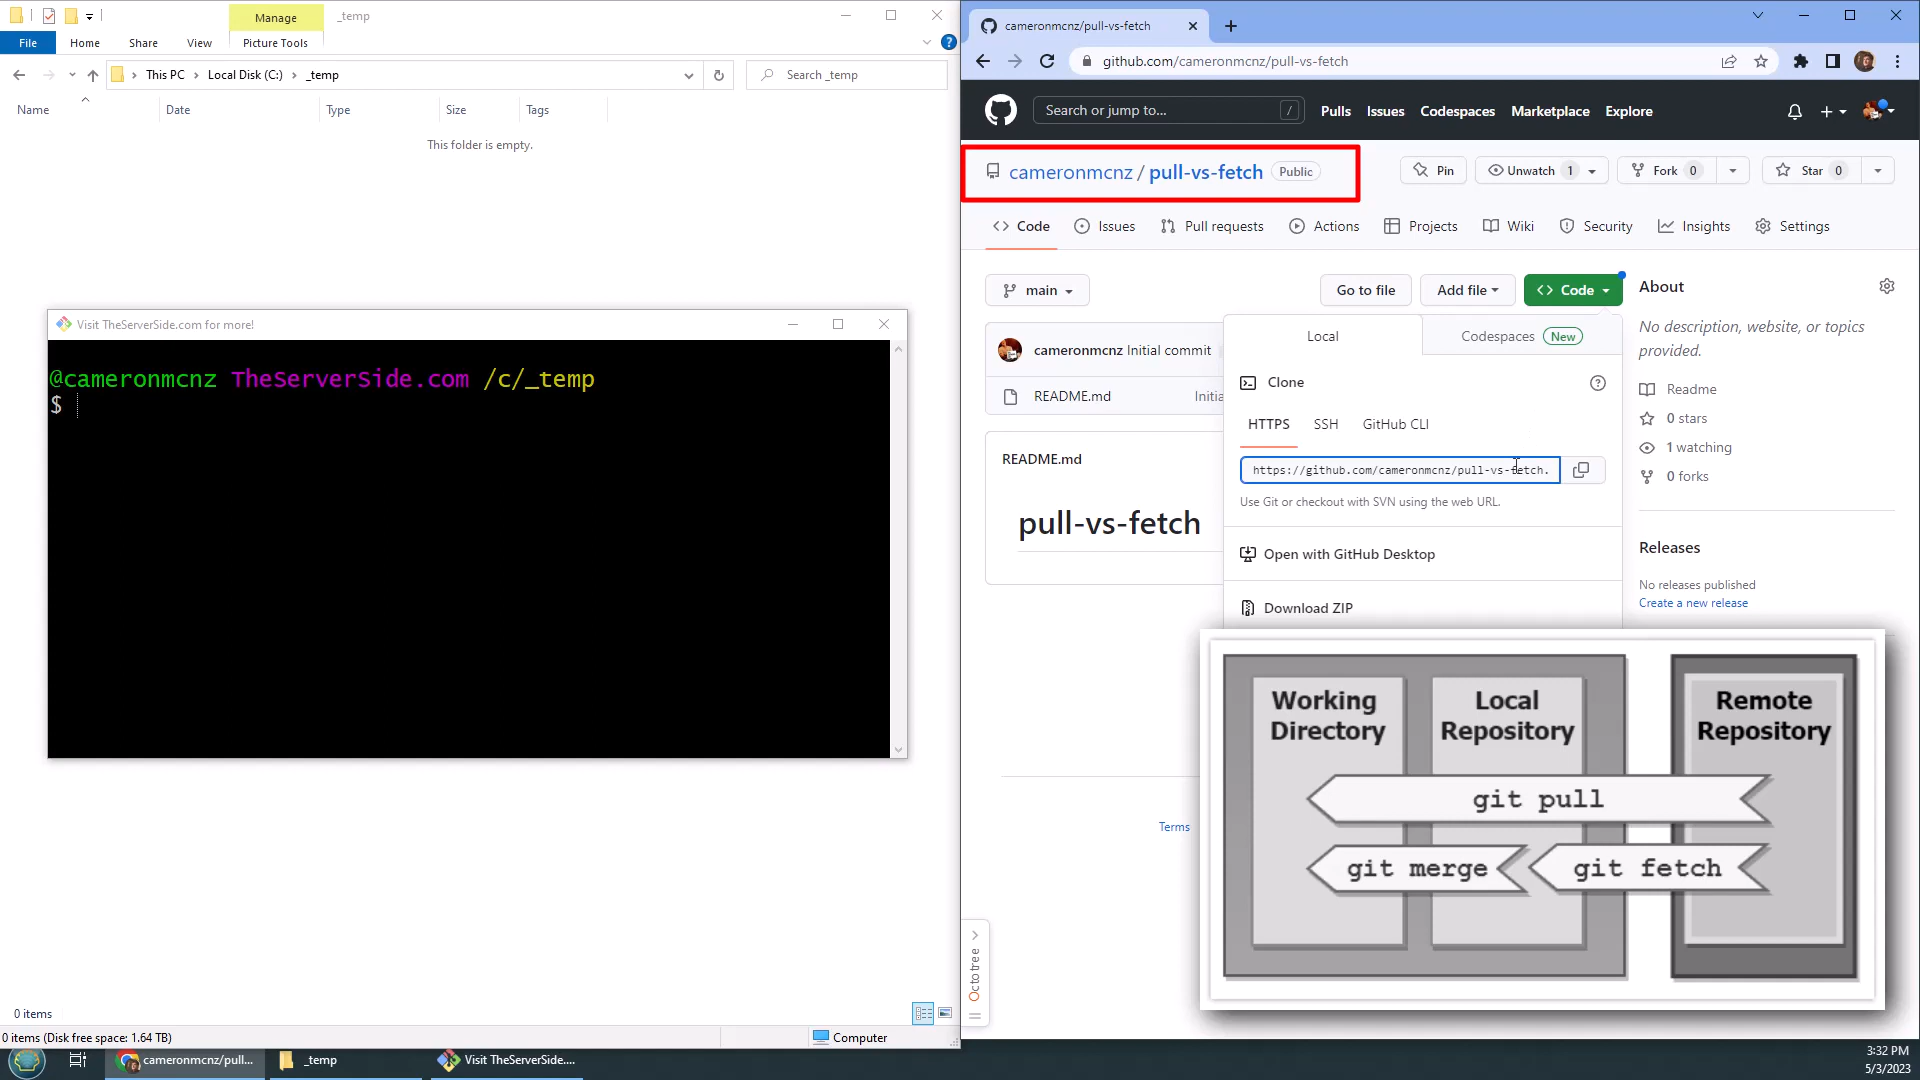 Manage
_temp
File
Home
Share
View
Picture Tools
This PC
Local Disk (C:)
_temp
Search _temp
Name
Date
Type
Size
Tags
This folder is empty.
Visit TheServerSide.com for more!
@cameronmcnz TheServerSide.com /c/_temp
$
0 items
0 items (Disk free space: 1.64 TB)
Computer
cameronmcnz/pull-vs-fetch
github.com/cameronmcnz/pull-vs-fetch
Search or jump to...
/
Pulls
Issues
Codespaces
Marketplace
Explore
cameronmcnz / pull-vs-fetch
Public
Pin
Unwatch 1
Fork 0
Star 0
Code
Issues
Pull requests
Actions
Projects
Wiki
Security
Insights
Settings
main
Go to file
Add file
Code
cameronmcnz Initial commit
README.md
Initia
README.md
pull-vs-fetch
Local
Codespaces New
Clone
HTTPS
SSH
GitHub CLI
https://github.com/cameronmcnz/pull-vs-fetch.
Use Git or checkout with SVN using the web URL.
Open with GitHub Desktop
Download ZIP
About
No description, website, or topics
provided.
Readme
0 stars
1 watching
0 forks
Releases
No releases published
Create a new release
Terms
Octotree
Working
Directory
Local
Repository
Remote
Repository
git pull
git merge
git fetch
cameronmcnz/pull...
_temp
Visit TheServerSide....
3:32 PM
5/3/2023